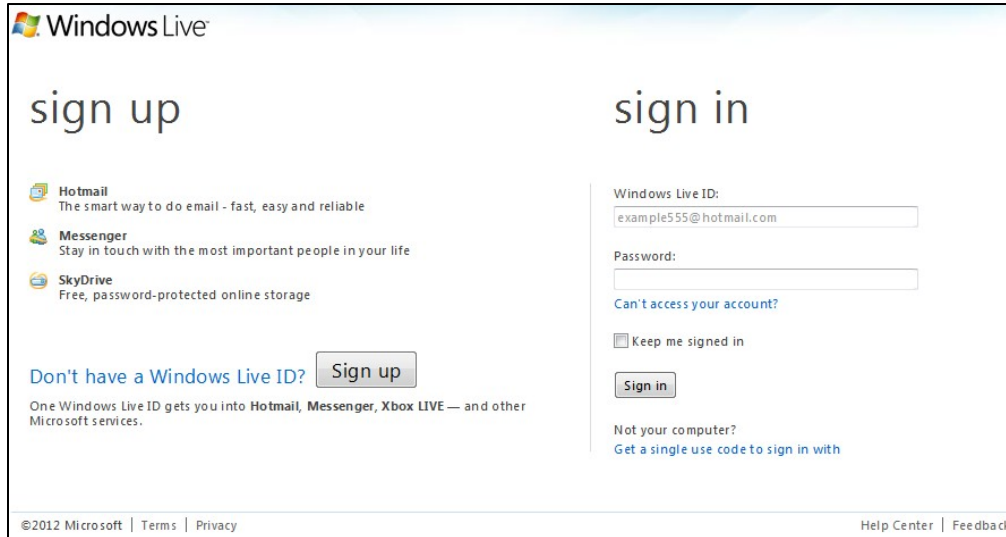 Windows Live
sign up
Hotmail
The smart way to do email - fast, easy and reliable
Messenger
Stay in touch with the most important people in your life
SkyDrive
Free, password-protected online storage
Don't have a Windows Live ID? Sign up
One Windows Live ID gets you into Hotmail, Messenger, Xbox LIVE — and other
Microsoft services.
sign in
Windows Live ID:
example555@hotmail.com
Password:
Can't access your account?
Keep me signed in
Sign in
Not your computer?
Get a single use code to sign in with
©2012 Microsoft | Terms | Privacy
Help Center | Feedback